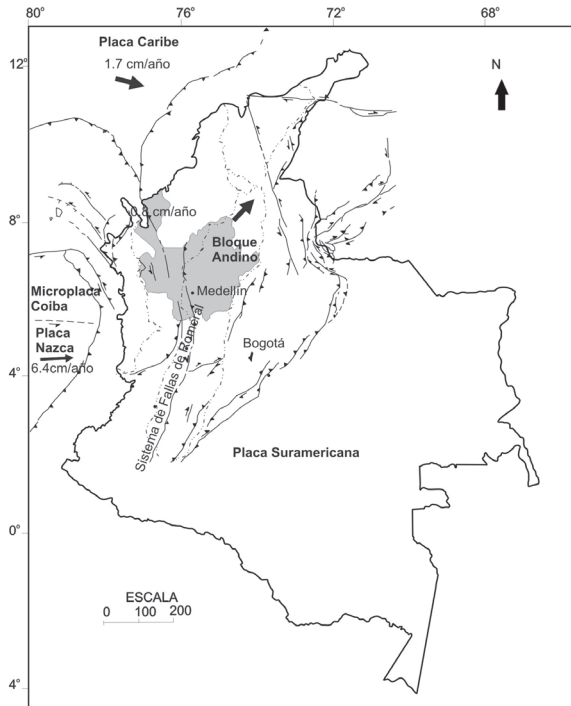 80°
76°
72°
68°
Placa Caribe
1.7 cm/año
12°
N
0.8 cm/año
8°
D
Bloque
Andino
Medellín
Microplaca
Coiba
Placa
Nazca
6.4cm/año
Bogotá
4°
Sistema de Fallas de Romeral
Placa Suramericana
0°
ESCALA
0 100 200
4°